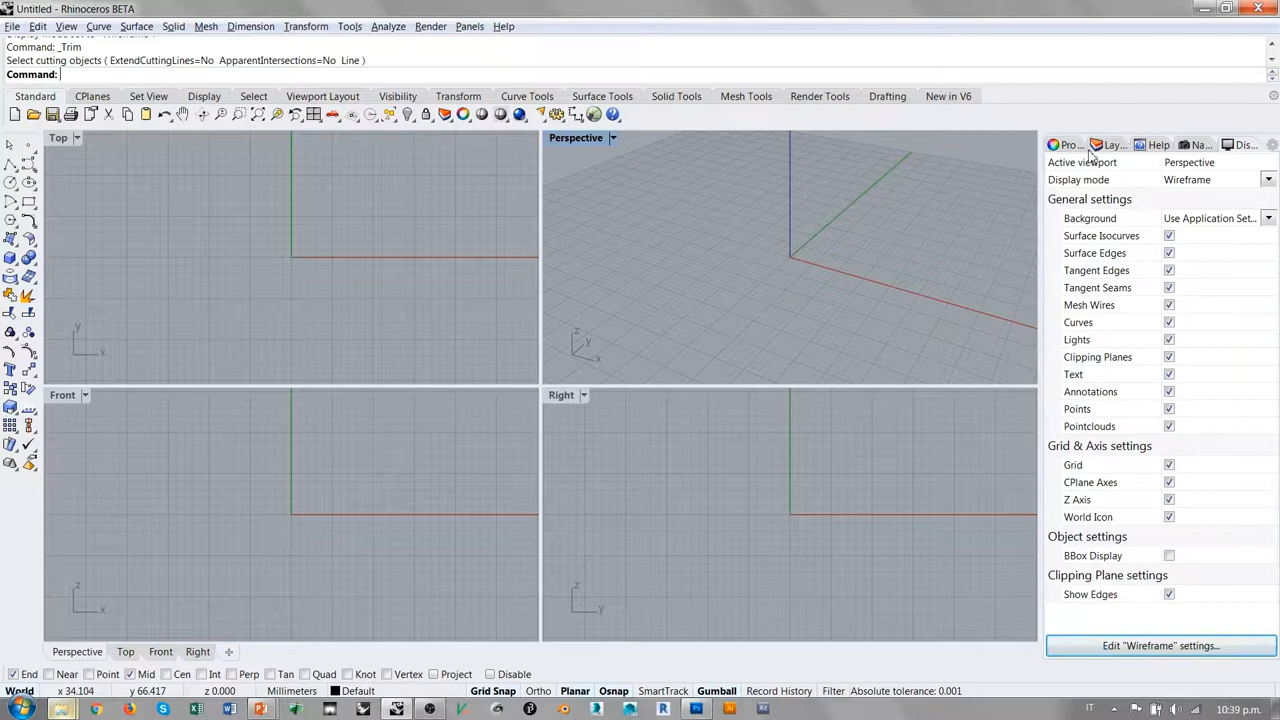 Untitled - Rhinoceros BETA
File Edit View Curve Surface Solid Mesh Dimension Transform Tools Analyze Render Panels Help
Command: _Trim
Select cutting objects ( ExtendCuttingLines=No ApparentIntersections=No Line )
Command:
Standard CPlanes Set View Display Select Viewport Layout Visibility Transform Curve Tools Surface Tools Solid Tools Mesh Tools Render Tools Drafting New in V6
Top
y
x
Perspective
z
y
x
Front
z
x
Right
z
y
Pro... Lay... Help Na... Dis...
Active viewport Perspective
Display mode Wireframe
General settings
Background Use Application Set...
Surface Isocurves
Surface Edges
Tangent Edges
Tangent Seams
Mesh Wires
Curves
Lights
Clipping Planes
Text
Annotations
Points
Pointclouds
Grid & Axis settings
Grid
CPlane Axes
Z Axis
World Icon
Object settings
BBox Display
Clipping Plane settings
Show Edges
Edit "Wireframe" settings...
Perspective Top Front Right
End Near Point Mid Cen Int Perp Tan Quad Knot Vertex Project Disable
World x 34.104 y 66.417 z 0.000 Millimeters Default Grid Snap Ortho Planar Osnap SmartTrack Gumball Record History Filter Absolute tolerance: 0.001
IT 10:39 p.m.